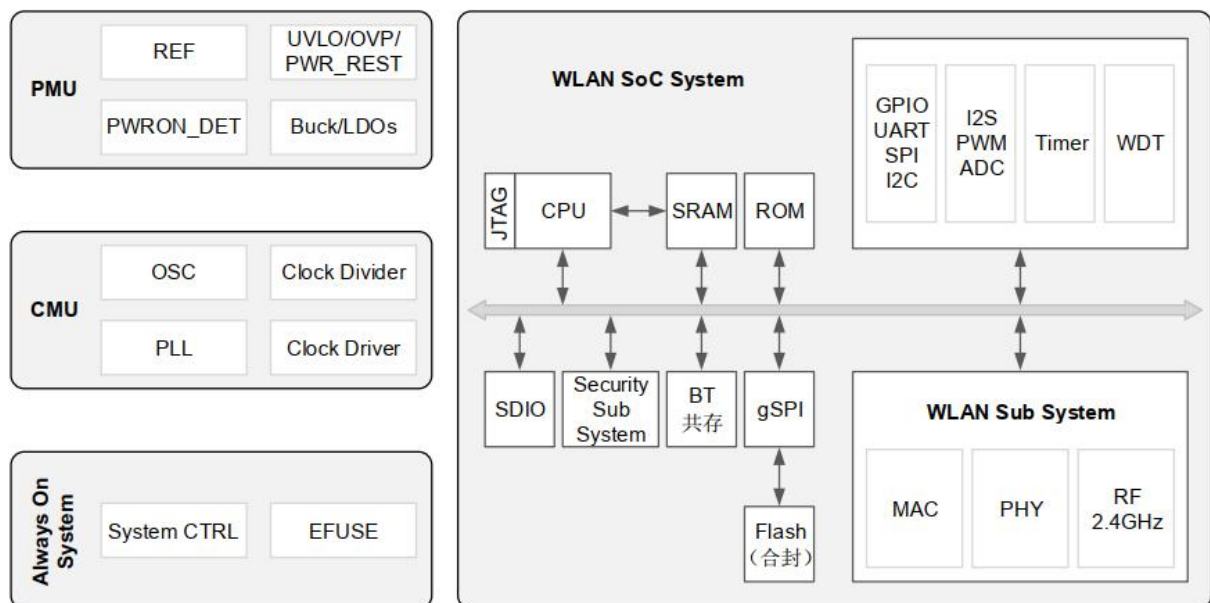 PMU
REF
UVLO/OVP/
PWR_REST
PWRON_DET
Buck/LDOs
CMU
OSC
Clock Divider
PLL
Clock Driver
Always On
System
System CTRL
EFUSE
WLAN SoC System
JTAG
CPU
SRAM
ROM
GPIO
UART
SPI
I2C
I2S
PWM
ADC
Timer
WDT
SDIO
Security
Sub
System
BT
共存
gSPI
Flash
（合封）
WLAN Sub System
MAC
PHY
RF
2.4GHz